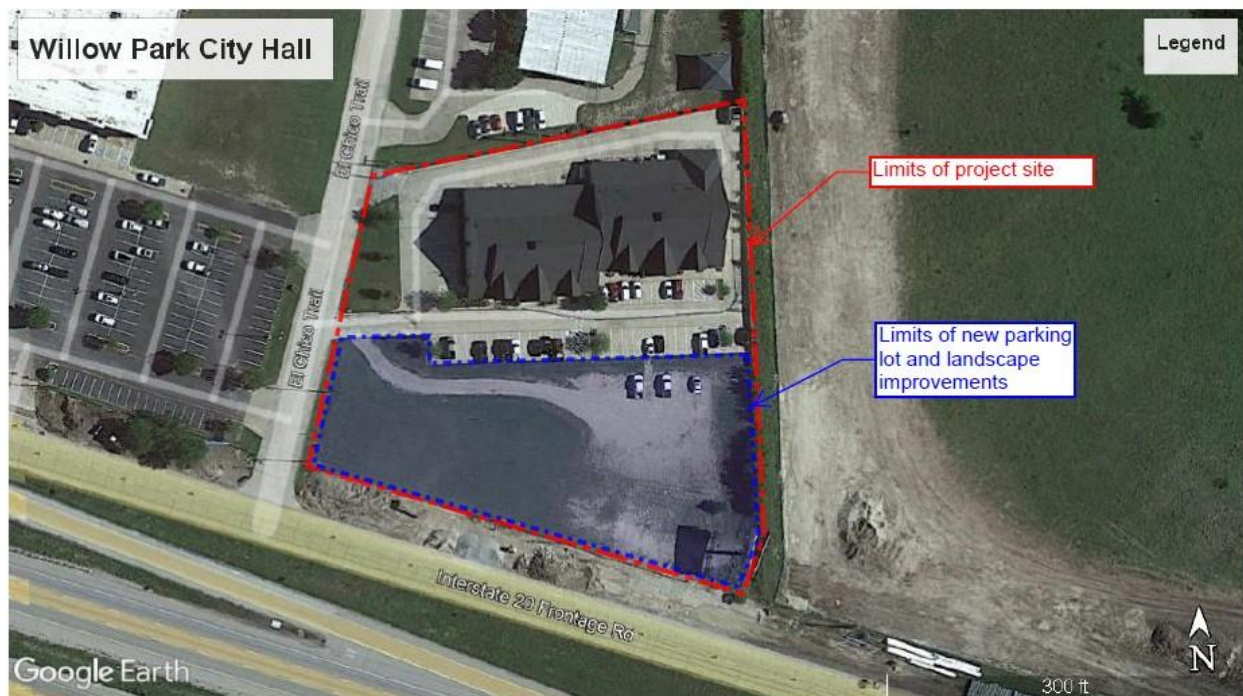 Willow Park City Hall
Legend
El Chico Trail
Limits of project site
Limits of new parking
lot and landscape
improvements
El Chico Trail
Interstate 20 Frontage Rd
Google Earth
N
300 ft